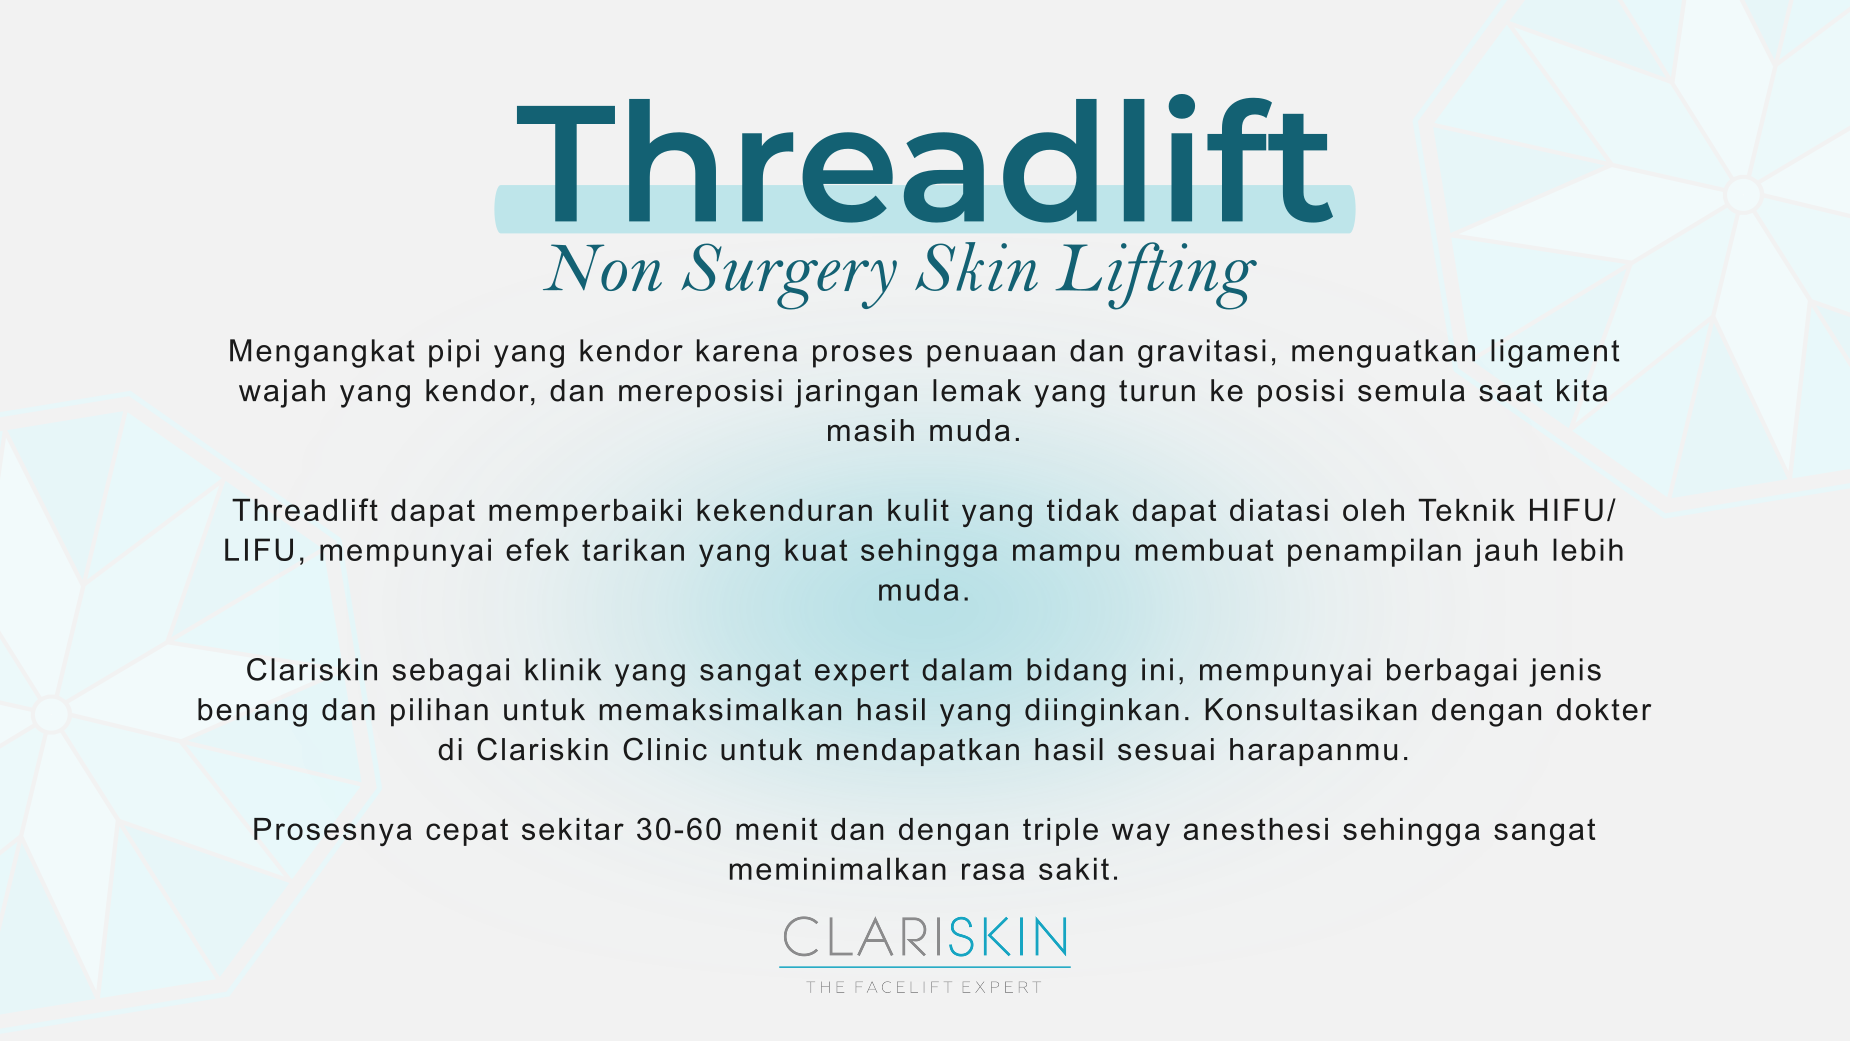 Threadlift
Non Surgery Skin Lifting
Mengangkat pipi yang kendor karena proses penuaan dan gravitasi, menguatkan ligament
wajah yang kendor, dan mereposisi jaringan lemak yang turun ke posisi semula saat kita
masih muda.
Threadlift dapat memperbaiki kekenduran kulit yang tidak dapat diatasi oleh Teknik HIFU/
LIFU, mempunyai efek tarikan yang kuat sehingga mampu membuat penampilan jauh lebih
muda.
Clariskin sebagai klinik yang sangat expert dalam bidang ini, mempunyai berbagai jenis
benang dan pilihan untuk memaksimalkan hasil yang diinginkan. Konsultasikan dengan dokter
di Clariskin Clinic untuk mendapatkan hasil sesuai harapanmu.
Prosesnya cepat sekitar 30-60 menit dan dengan triple way anesthesi sehingga sangat
meminimalkan rasa sakit.
CLARISKIN
THE FACELIFT EXPERT